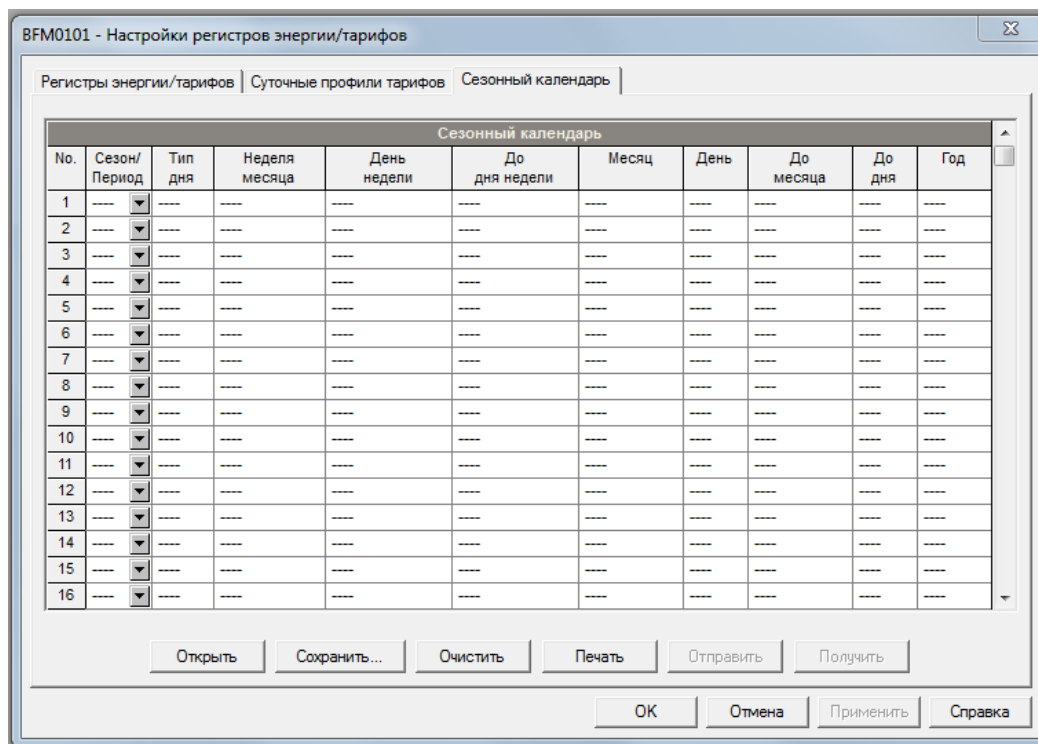 BFM0101 - Настройки регистров энергии/тарифов
Регистры энергии/тарифов Суточные профили тарифов Сезонный календарь
Сезонный календарь
No. Сезон/Период Тип дня Неделя месяца День недели До дня недели Месяц День До месяца До дня Год
1 ---- ---- ---- ---- ---- ---- ---- ---- ---- ----
2 ---- ---- ---- ---- ---- ---- ---- ---- ---- ----
3 ---- ---- ---- ---- ---- ---- ---- ---- ---- ----
4 ---- ---- ---- ---- ---- ---- ---- ---- ---- ----
5 ---- ---- ---- ---- ---- ---- ---- ---- ---- ----
6 ---- ---- ---- ---- ---- ---- ---- ---- ---- ----
7 ---- ---- ---- ---- ---- ---- ---- ---- ---- ----
8 ---- ---- ---- ---- ---- ---- ---- ---- ---- ----
9 ---- ---- ---- ---- ---- ---- ---- ---- ---- ----
10 ---- ---- ---- ---- ---- ---- ---- ---- ---- ----
11 ---- ---- ---- ---- ---- ---- ---- ---- ---- ----
12 ---- ---- ---- ---- ---- ---- ---- ---- ---- ----
13 ---- ---- ---- ---- ---- ---- ---- ---- ---- ----
14 ---- ---- ---- ---- ---- ---- ---- ---- ---- ----
15 ---- ---- ---- ---- ---- ---- ---- ---- ---- ----
16 ---- ---- ---- ---- ---- ---- ---- ---- ---- ----
Открыть Сохранить... Очистить Печать Отправить Получить
OK Отмена Применить Справка